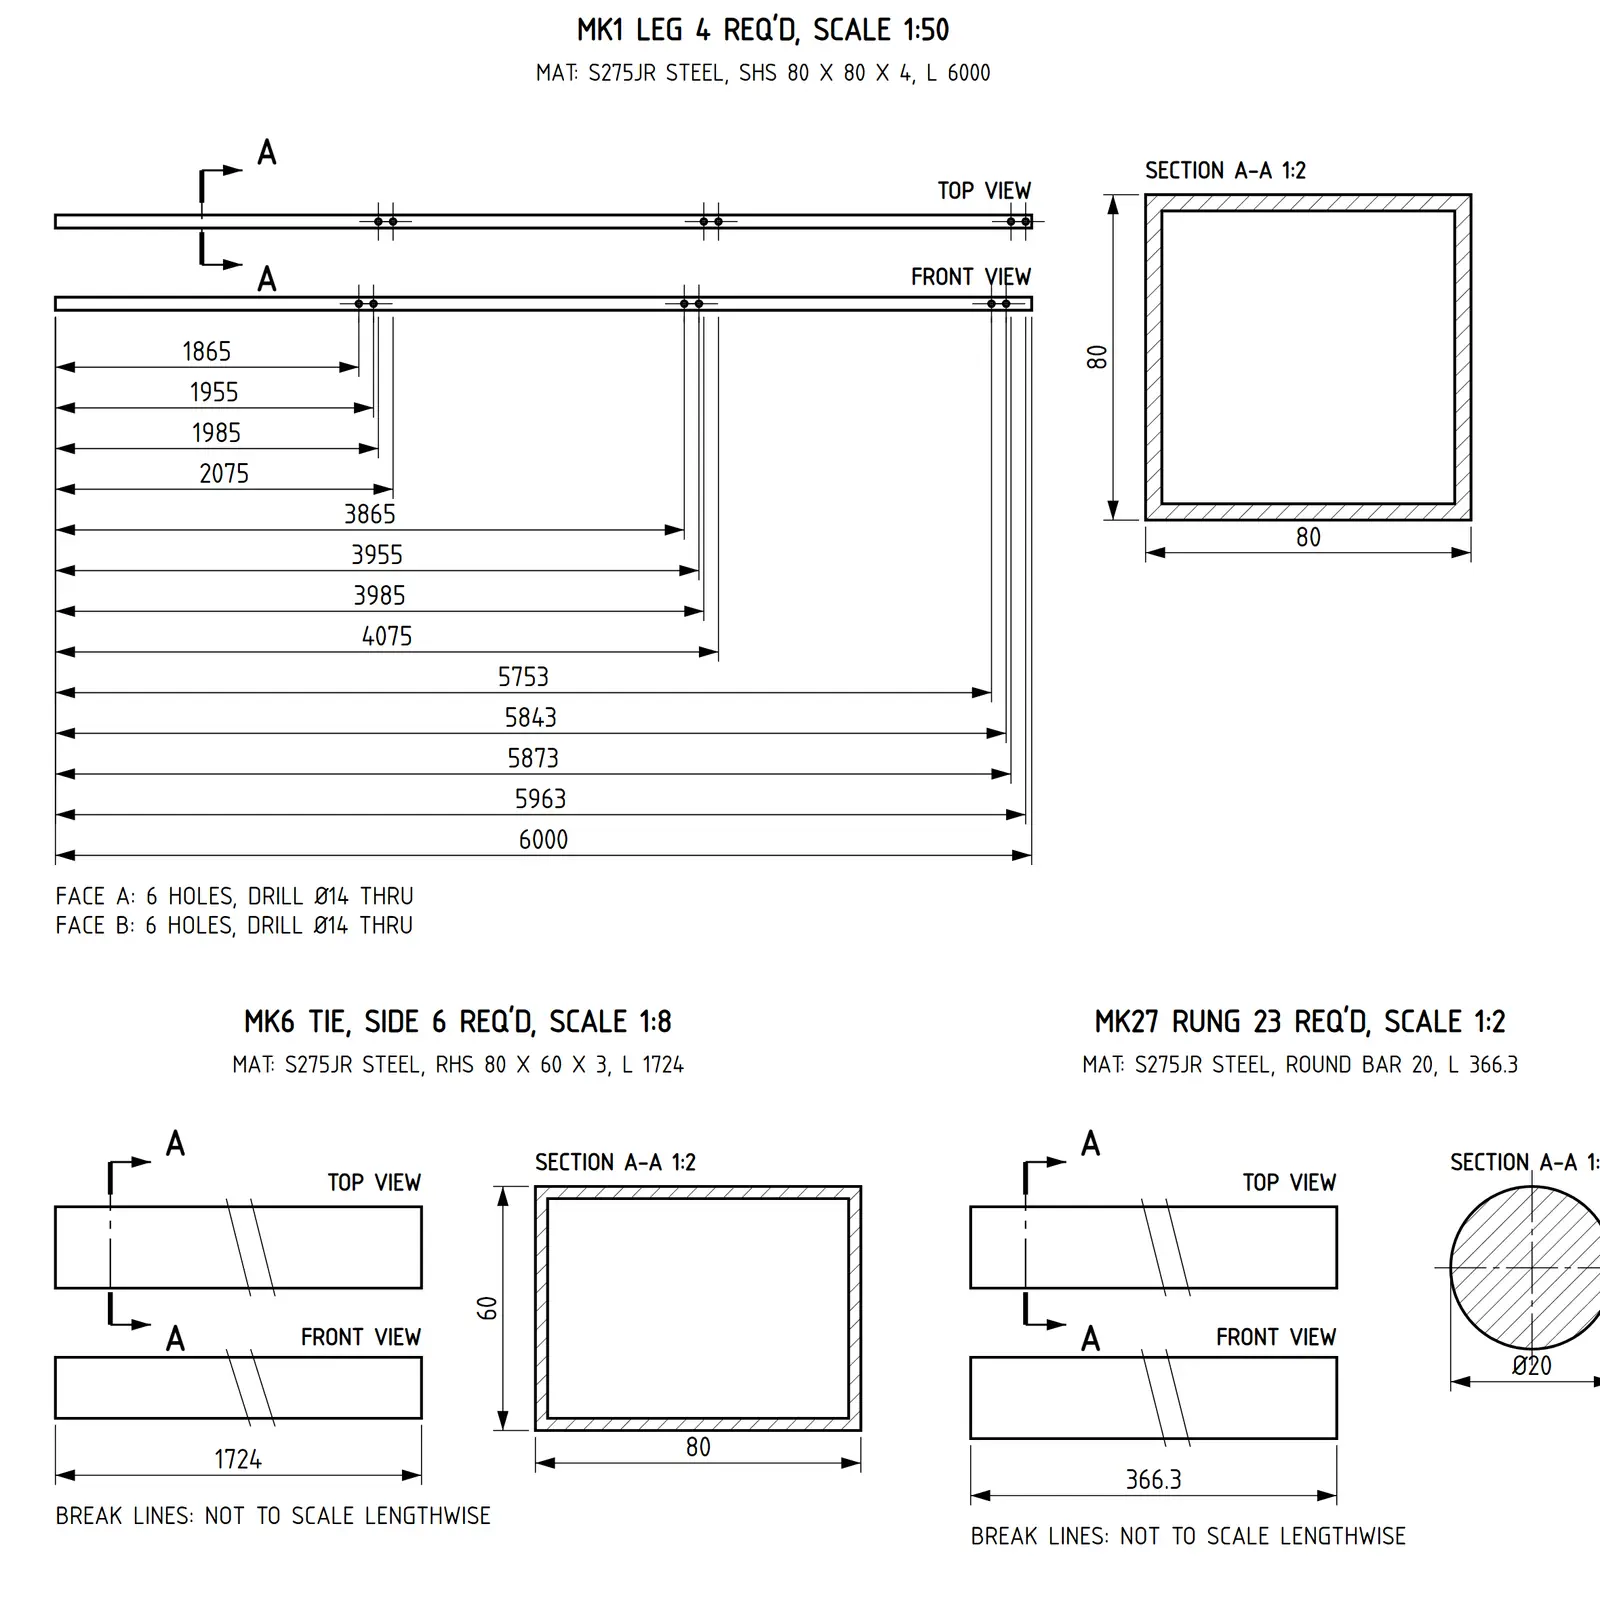 MK1 LEG 4 REQ'D, SCALE 1:50
MAT: S275JR STEEL, SHS 80 X 80 X 4, L 6000
A
SECTION A-A 1:2
TOP VIEW
A
FRONT VIEW
80
80
1865
1955
1985
2075
3865
3955
3985
4075
5753
5843
5873
5963
6000
FACE A: 6 HOLES, DRILL Ø14 THRU
FACE B: 6 HOLES, DRILL Ø14 THRU
MK6 TIE, SIDE 6 REQ'D, SCALE 1:8
MAT: S275JR STEEL, RHS 80 X 60 X 3, L 1724
A
SECTION A-A 1:2
TOP VIEW
60
A
FRONT VIEW
80
1724
BREAK LINES: NOT TO SCALE LENGTHWISE
MK27 RUNG 23 REQ'D, SCALE 1:2
MAT: S275JR STEEL, ROUND BAR 20, L 366.3
A
SECTION A-A 1:
TOP VIEW
A
FRONT VIEW
Ø20
366.3
BREAK LINES: NOT TO SCALE LENGTHWISE